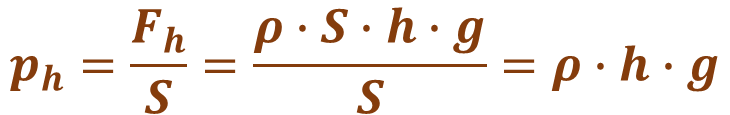 p_h = F_h / S = ρ · S · h · g / S = ρ · h · g